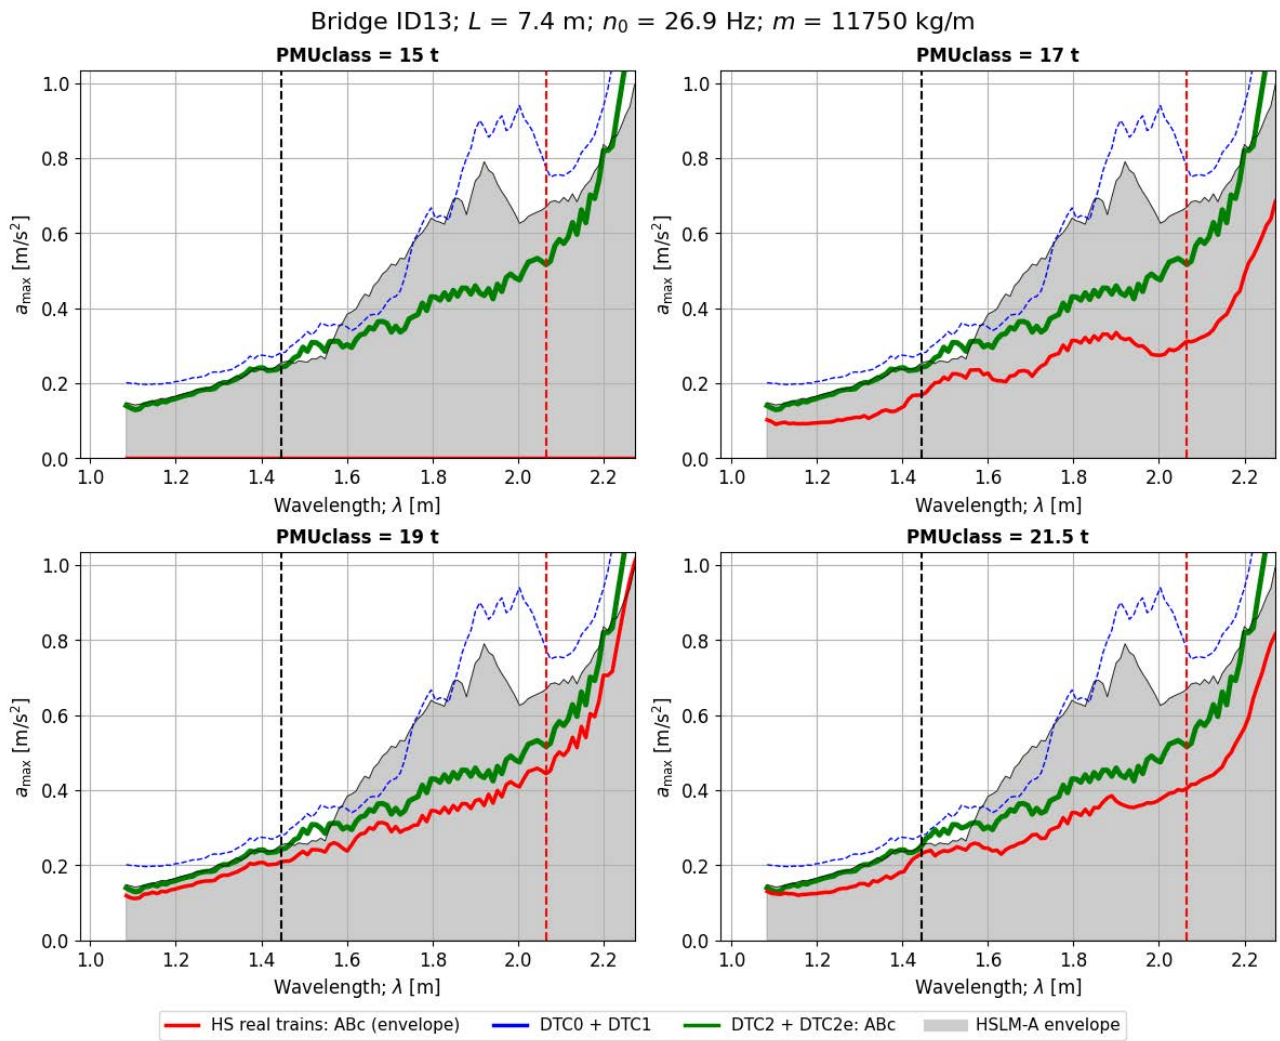 Bridge ID13; L = 7.4 m; n₀ = 26.9 Hz; m = 11750 kg/m
PMUclass = 15 t
1.0
0.8
0.6
0.4
0.2
0.0
aₘₐₓ [m/s²]
1.0 1.2 1.4 1.6 1.8 2.0 2.2
Wavelength; λ [m]
PMUclass = 17 t
1.0
0.8
0.6
0.4
0.2
0.0
aₘₐₓ [m/s²]
1.0 1.2 1.4 1.6 1.8 2.0 2.2
Wavelength; λ [m]
PMUclass = 19 t
1.0
0.8
0.6
0.4
0.2
0.0
aₘₐₓ [m/s²]
1.0 1.2 1.4 1.6 1.8 2.0 2.2
Wavelength; λ [m]
PMUclass = 21.5 t
1.0
0.8
0.6
0.4
0.2
0.0
aₘₐₓ [m/s²]
1.0 1.2 1.4 1.6 1.8 2.0 2.2
Wavelength; λ [m]
HS real trains: ABc (envelope) DTC0 + DTC1 DTC2 + DTC2e: ABc HSLM-A envelope